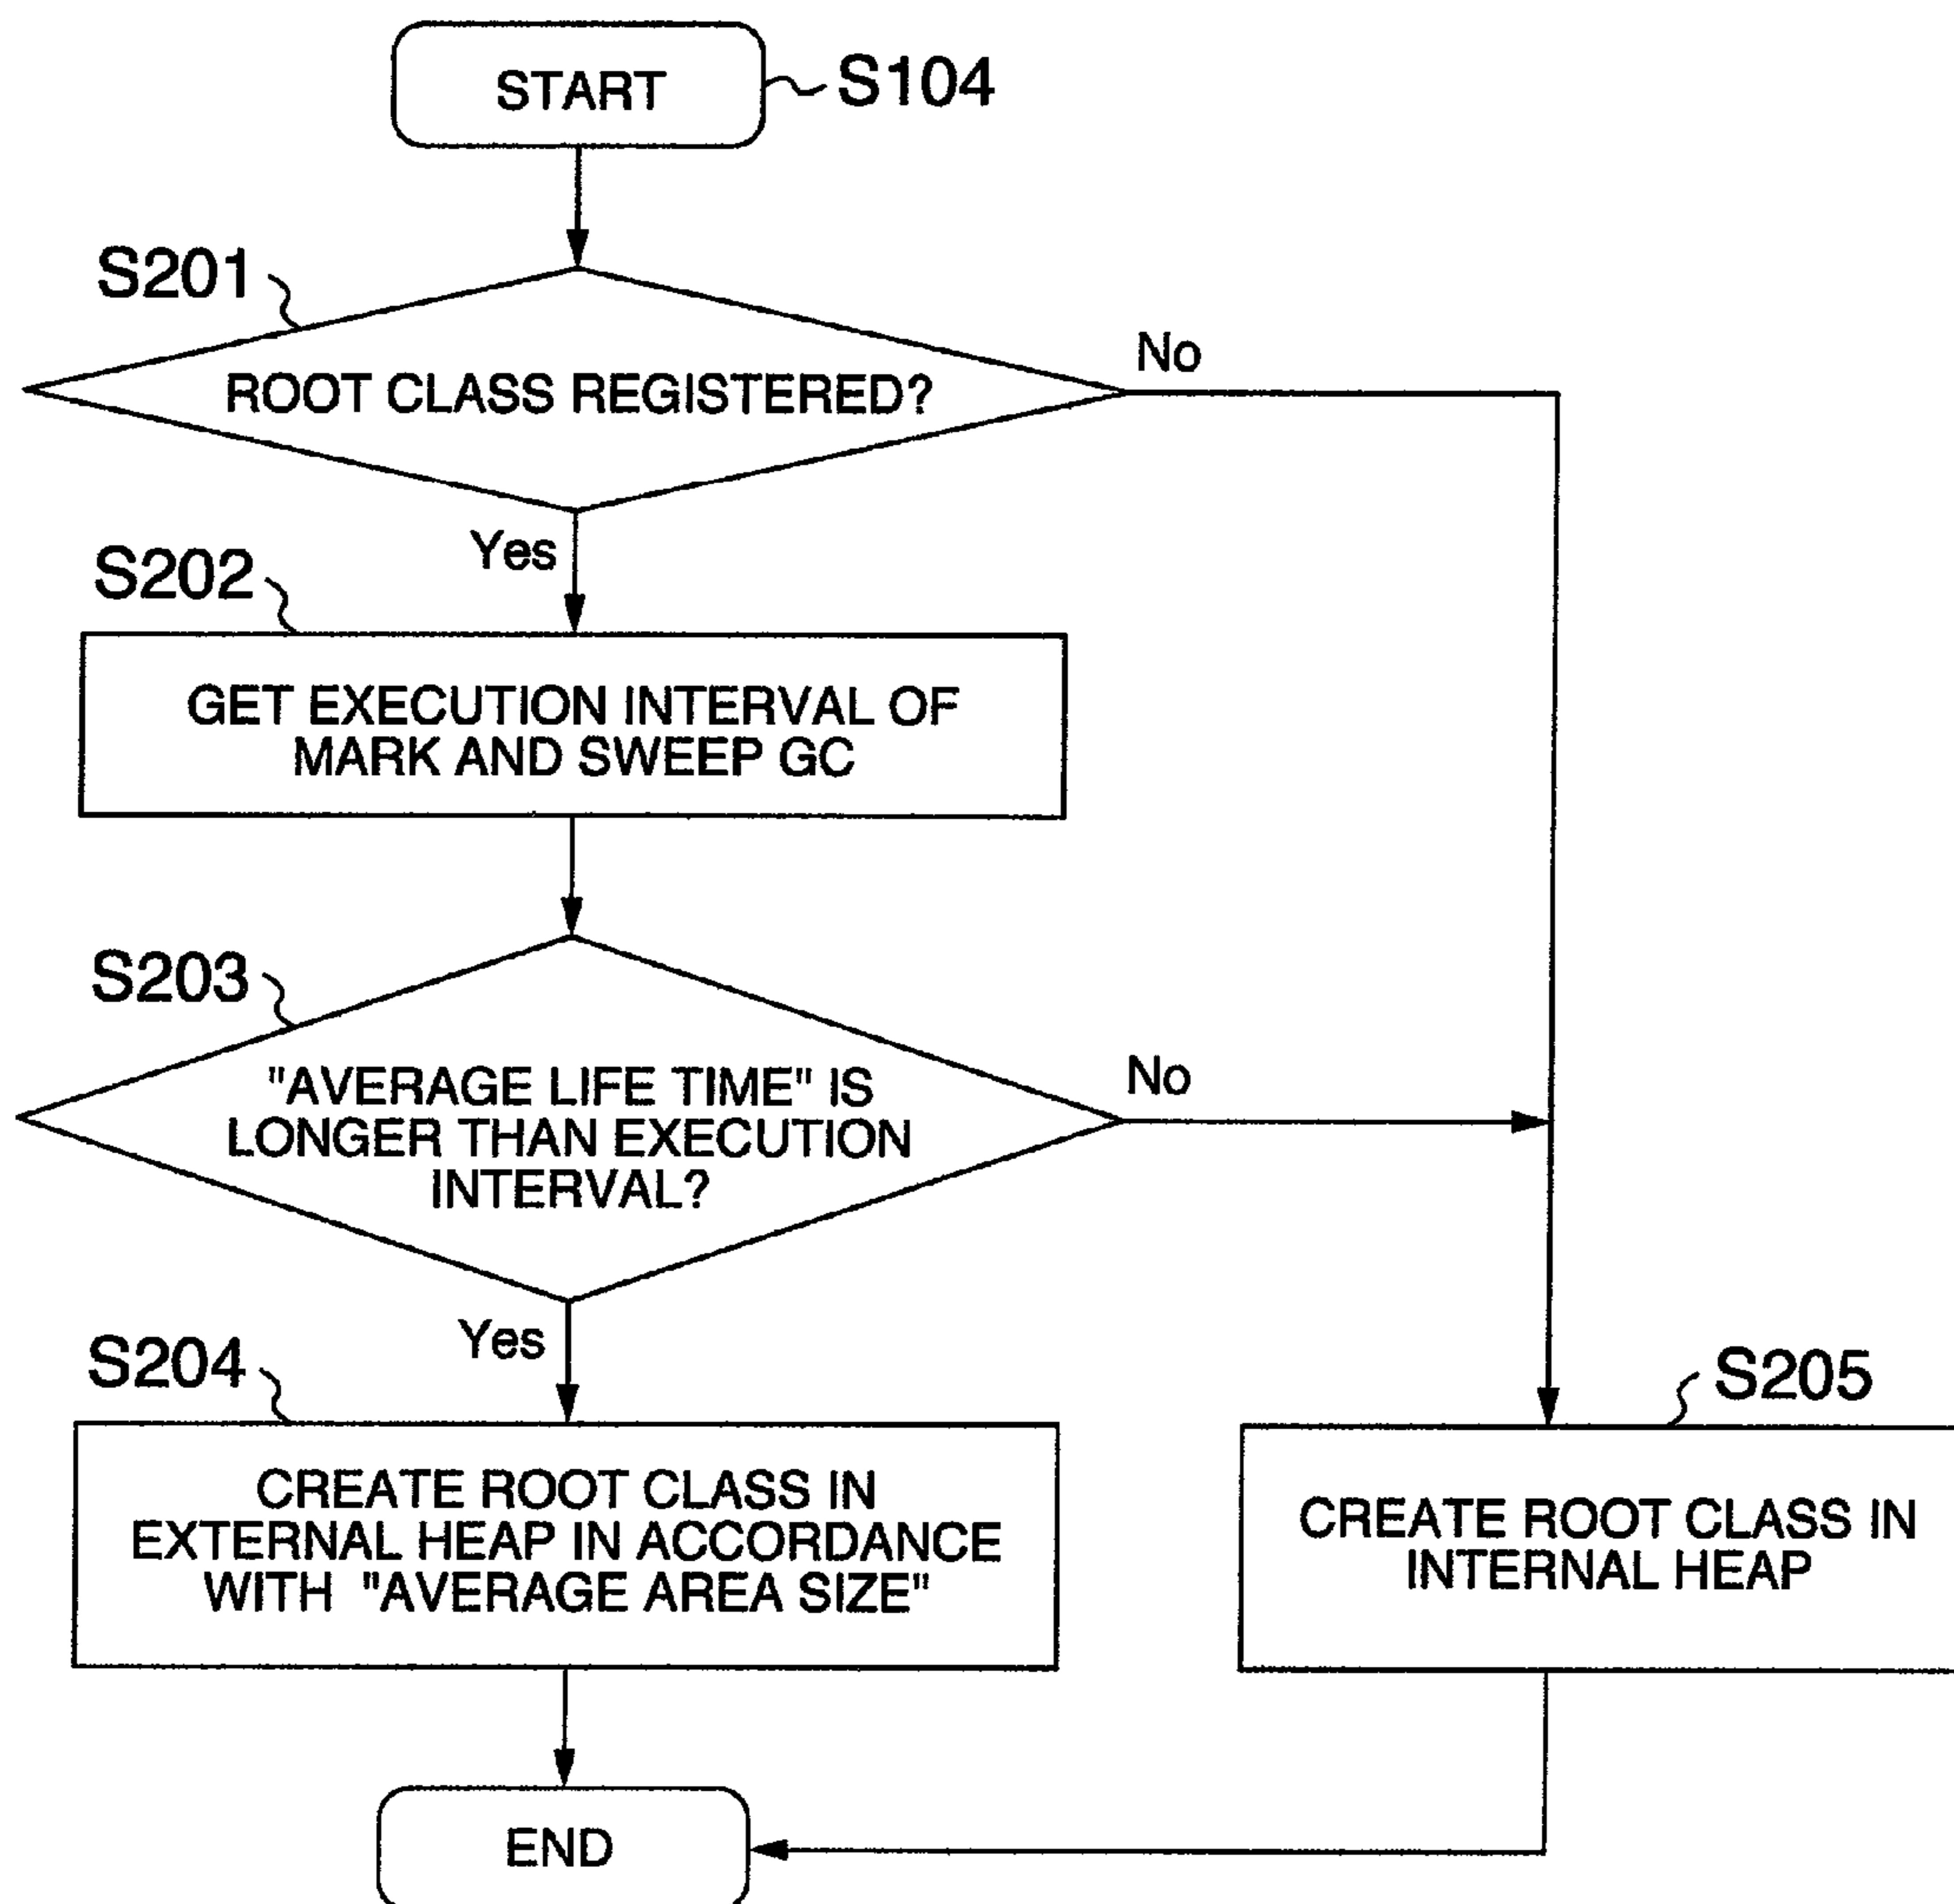 START
S104
S201
ROOT CLASS REGISTERED?
No
Yes
S202
GET EXECUTION INTERVAL OF
MARK AND SWEEP GC
S203
"AVERAGE LIFE TIME" IS
LONGER THAN EXECUTION
INTERVAL?
No
Yes
S204
CREATE ROOT CLASS IN
EXTERNAL HEAP IN ACCORDANCE
WITH "AVERAGE AREA SIZE"
S205
CREATE ROOT CLASS IN
INTERNAL HEAP
END